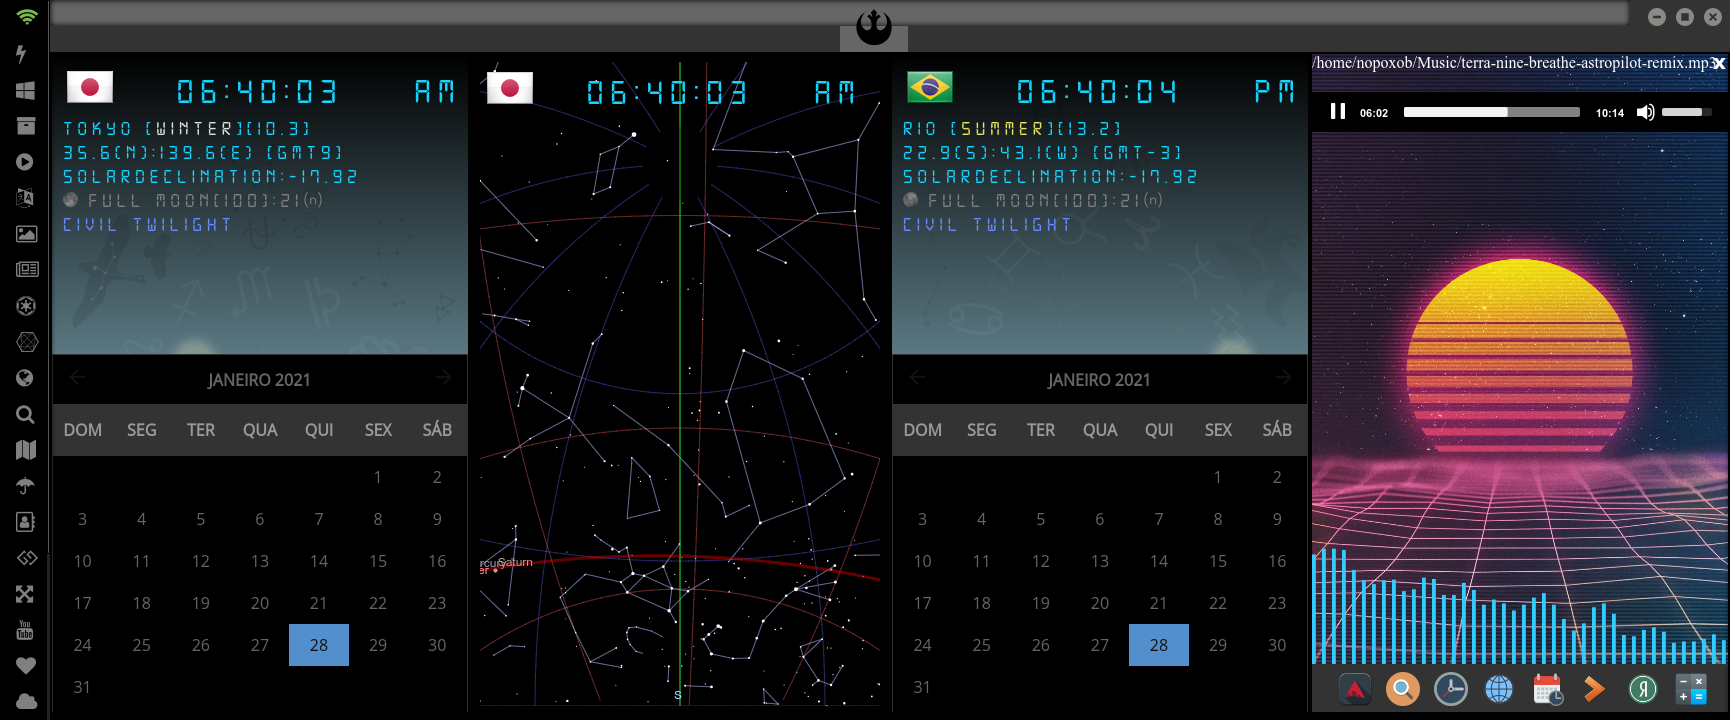 06:40:03 AM
TOKYO [WINTER][10.3]
35.6(N):139.6(E) [GMT9]
SOLARDECLINATION:-17.92
FULL MOON(100):21(n)
CIVIL TWILIGHT
JANEIRO 2021
DOM SEG TER QUA QUI SEX SÁB
1 2
3 4 5 6 7 8 9
10 11 12 13 14 15 16
17 18 19 20 21 22 23
24 25 26 27 28 29 30
31
06:40:03 AM
rcury Saturn
er
S
06:40:04 PM
RIO [SUMMER][13.2]
22.9(S):43.1(W) [GMT-3]
SOLARDECLINATION:-17.92
FULL MOON(100):21(n)
CIVIL TWILIGHT
JANEIRO 2021
DOM SEG TER QUA QUI SEX SÁB
1 2
3 4 5 6 7 8 9
10 11 12 13 14 15 16
17 18 19 20 21 22 23
24 25 26 27 28 29 30
31
/home/nopoxob/Music/terra-nine-breathe-astropilot-remix.mp3
06:02 10:14
You
Tube
Я